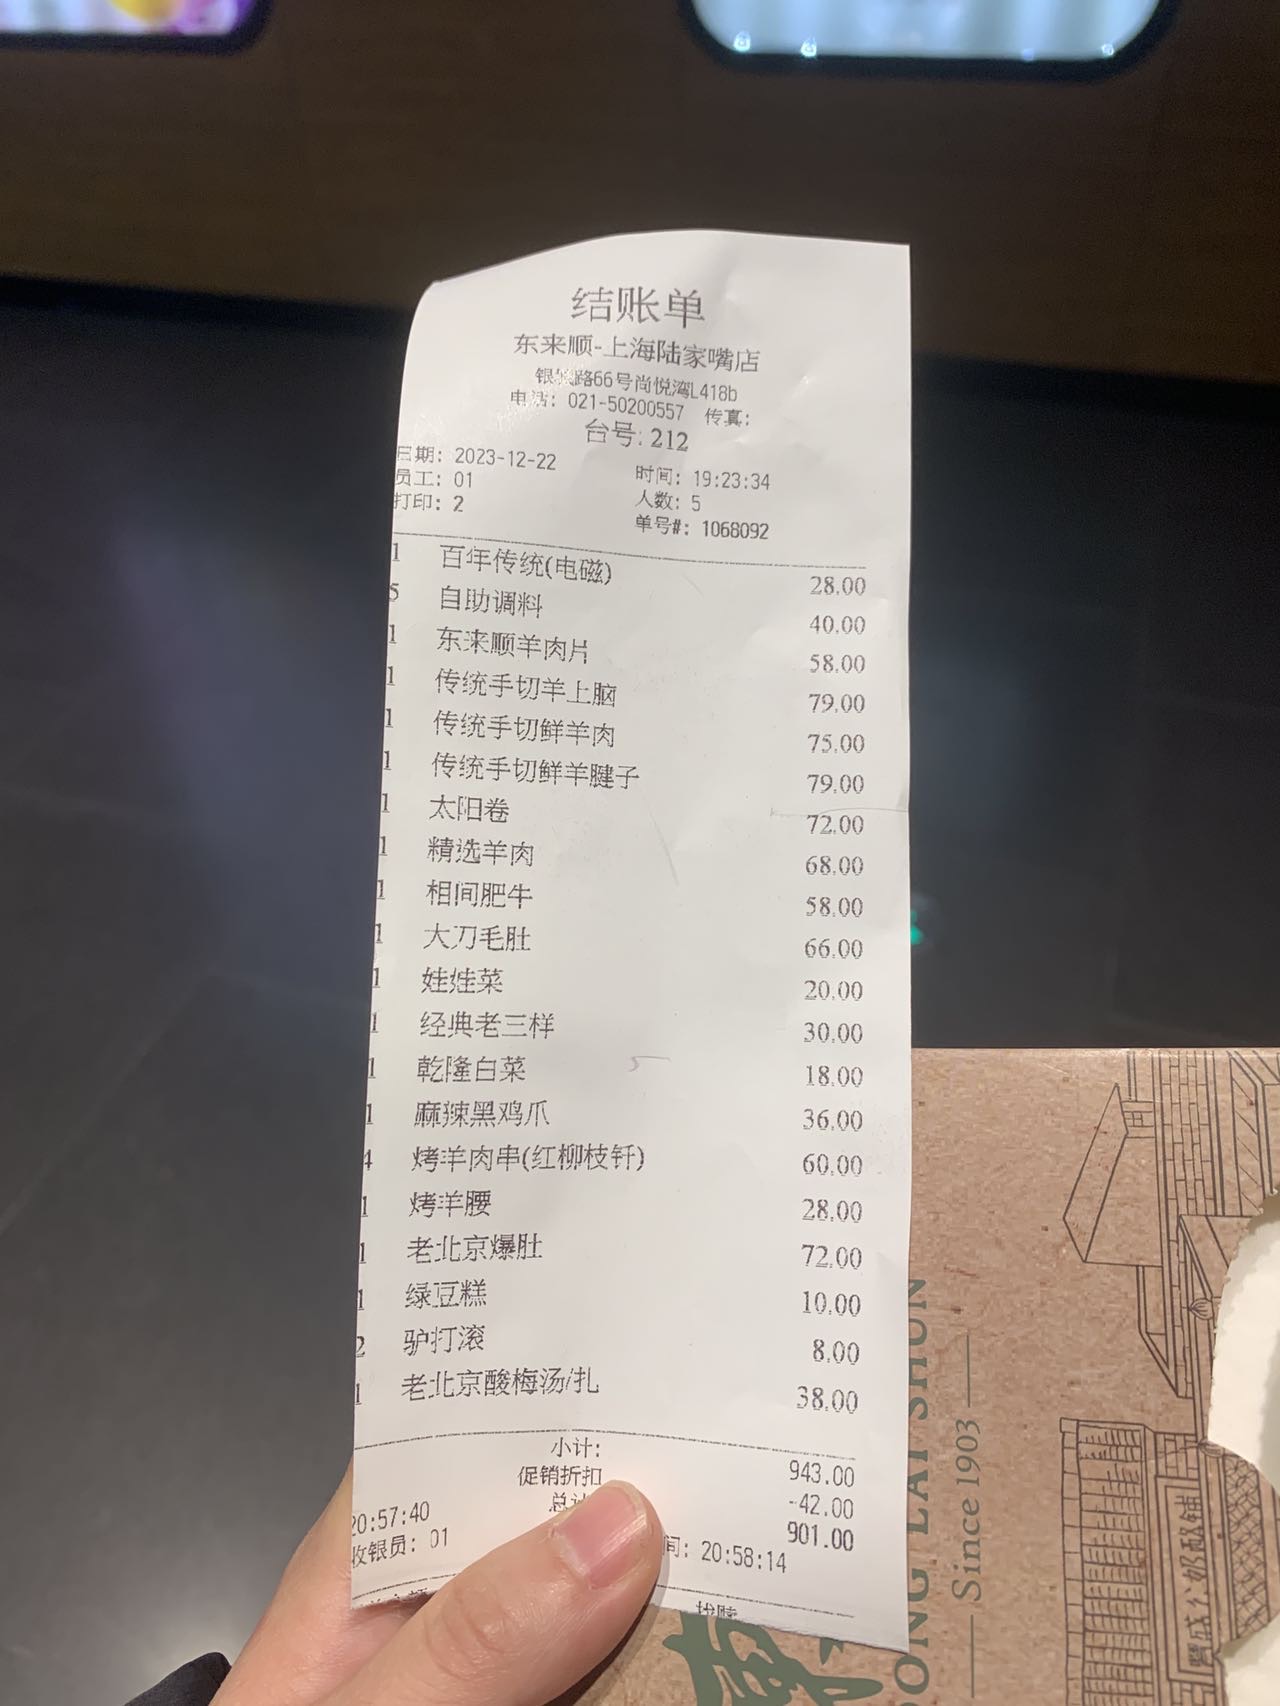 结账单
东来顺-上海陆家嘴店
银城路66号尚悦湾L418b
电话: 021-50200557 传真:
台号: 212
日期: 2023-12-22 时间: 19:23:34
员工: 01 人数: 5
打印: 2 单号#: 1068092
1 百年传统(电磁) 28.00
5 自助调料 40.00
1 东来顺羊肉片 58.00
1 传统手切羊上脑 79.00
1 传统手切鲜羊肉 75.00
1 传统手切鲜羊腱子 79.00
1 太阳卷 72.00
1 精选羊肉 68.00
1 相间肥牛 58.00
1 大刀毛肚 66.00
1 娃娃菜 20.00
1 经典老三样 30.00
1 乾隆白菜 18.00
1 麻辣黑鸡爪 36.00
4 烤羊肉串(红柳枝钎) 60.00
1 烤羊腰 28.00
1 老北京爆肚 72.00
1 绿豆糕 10.00
2 驴打滚 8.00
1 老北京酸梅汤/扎 38.00
小计: 943.00
促销折扣 -42.00
总计 901.00
20:57:40
收银员: 01 间: 20:58:14
DONG LAI SHUN
Since 1903